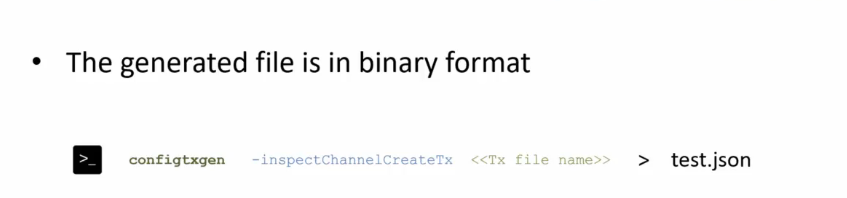 • The generated file is in binary format
>_ configtxgen -inspectChannelCreateTx <<Tx file name>> > test.json